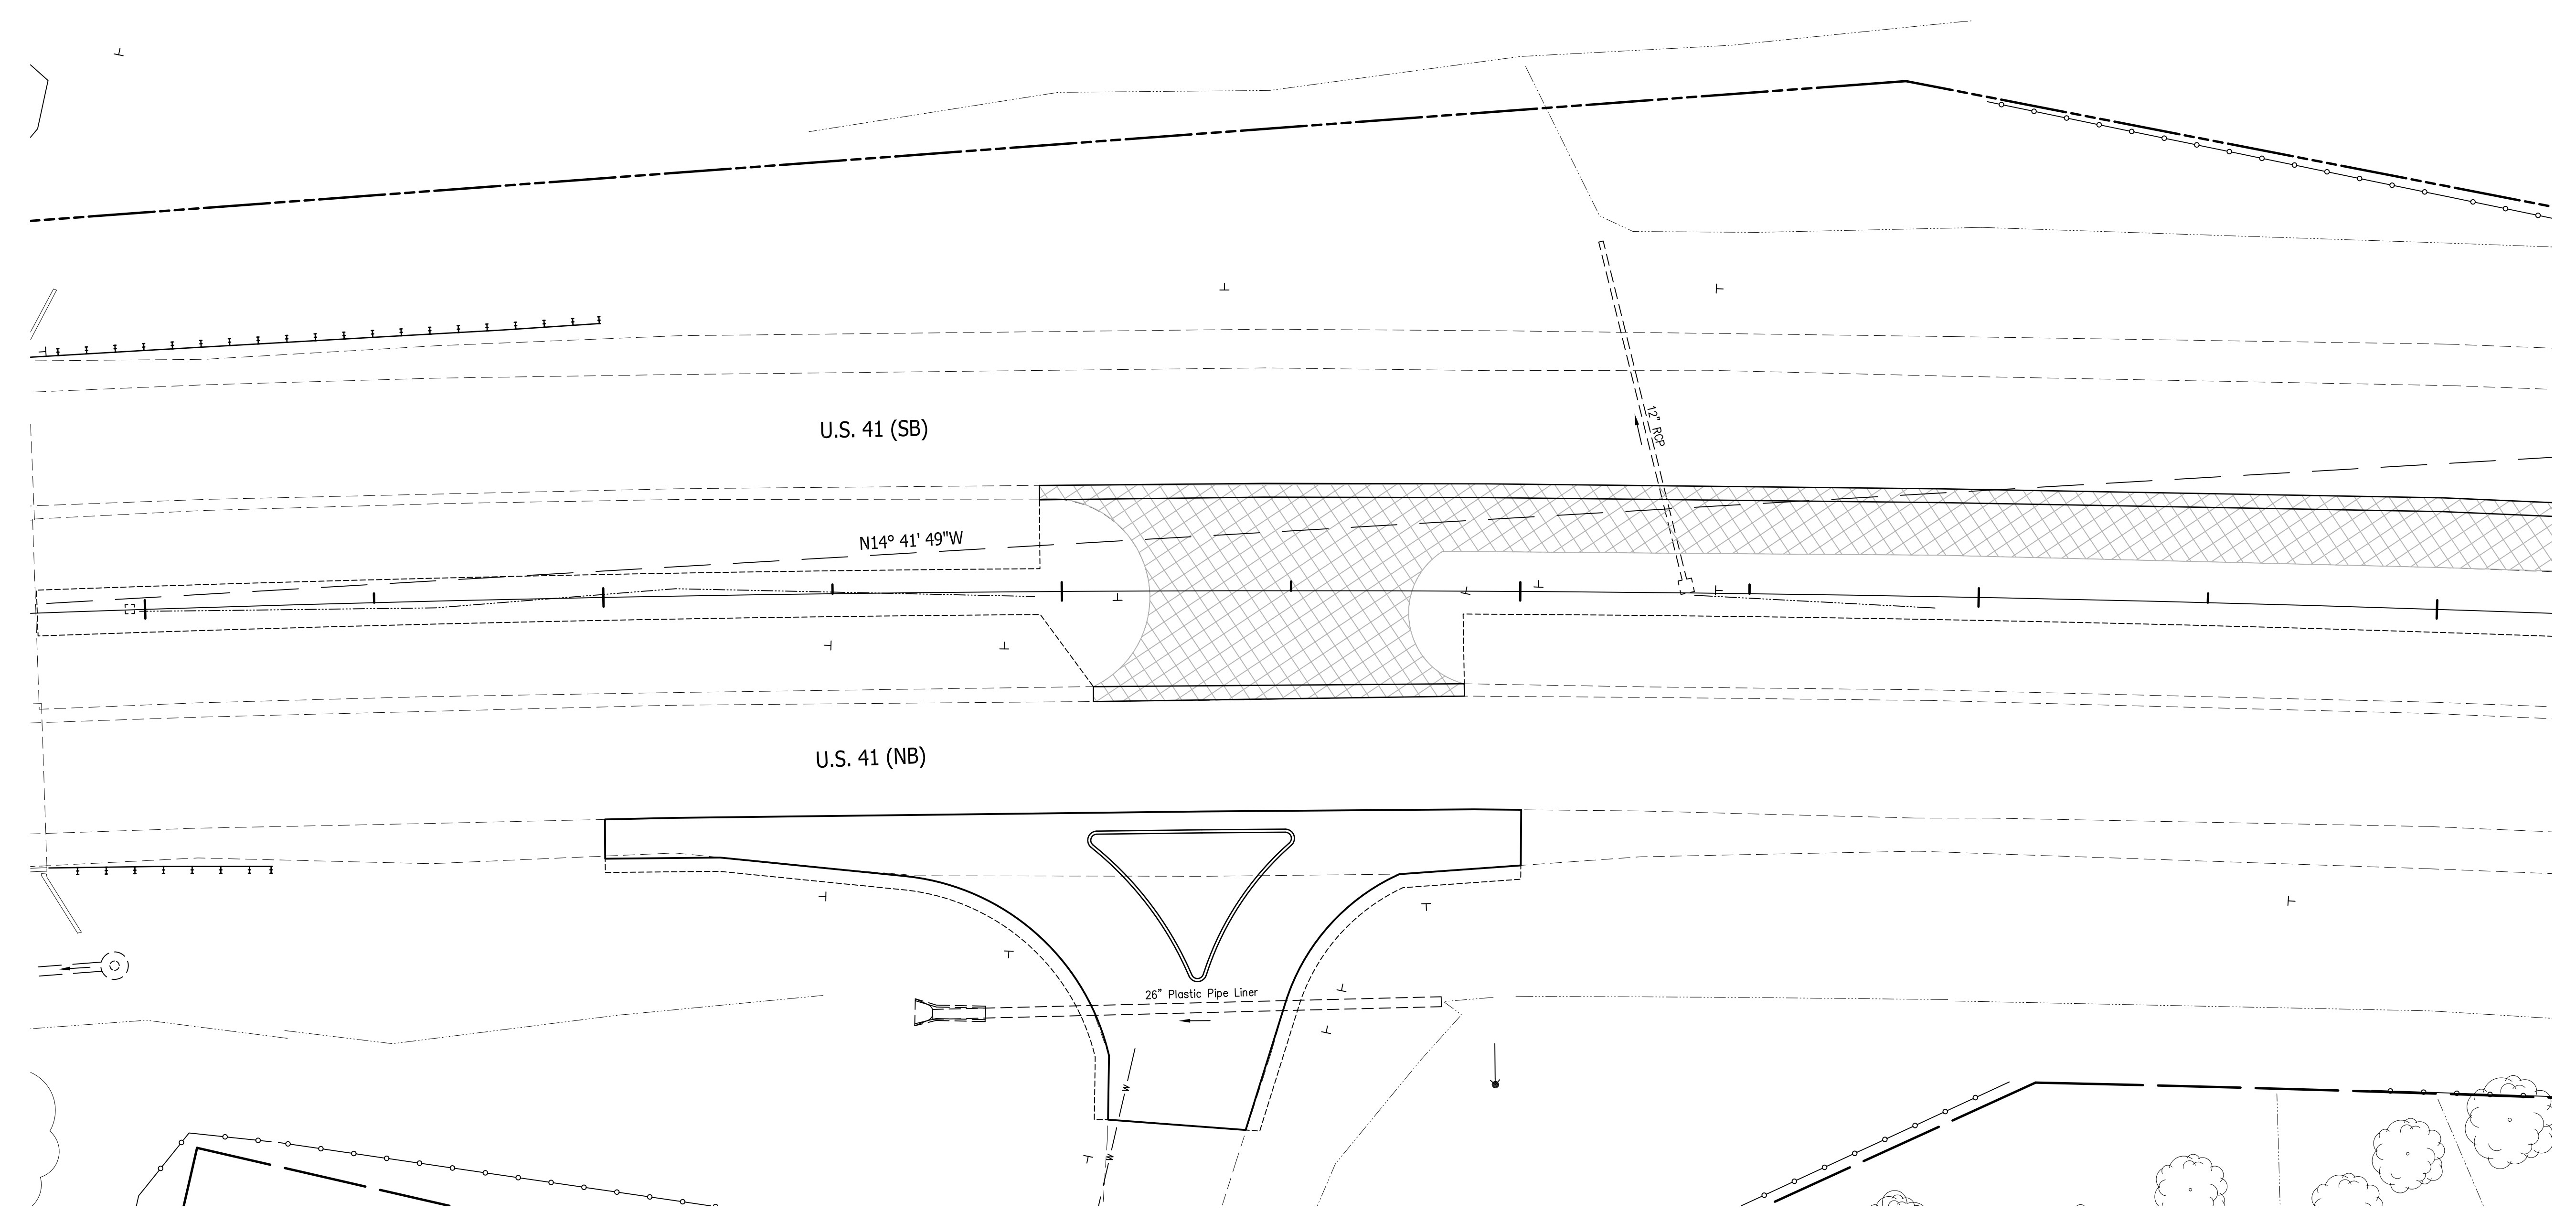 12" RCP
U.S. 41 (SB)
N14° 41' 49"W
U.S. 41 (NB)
26" Plastic Pipe Liner
W
W